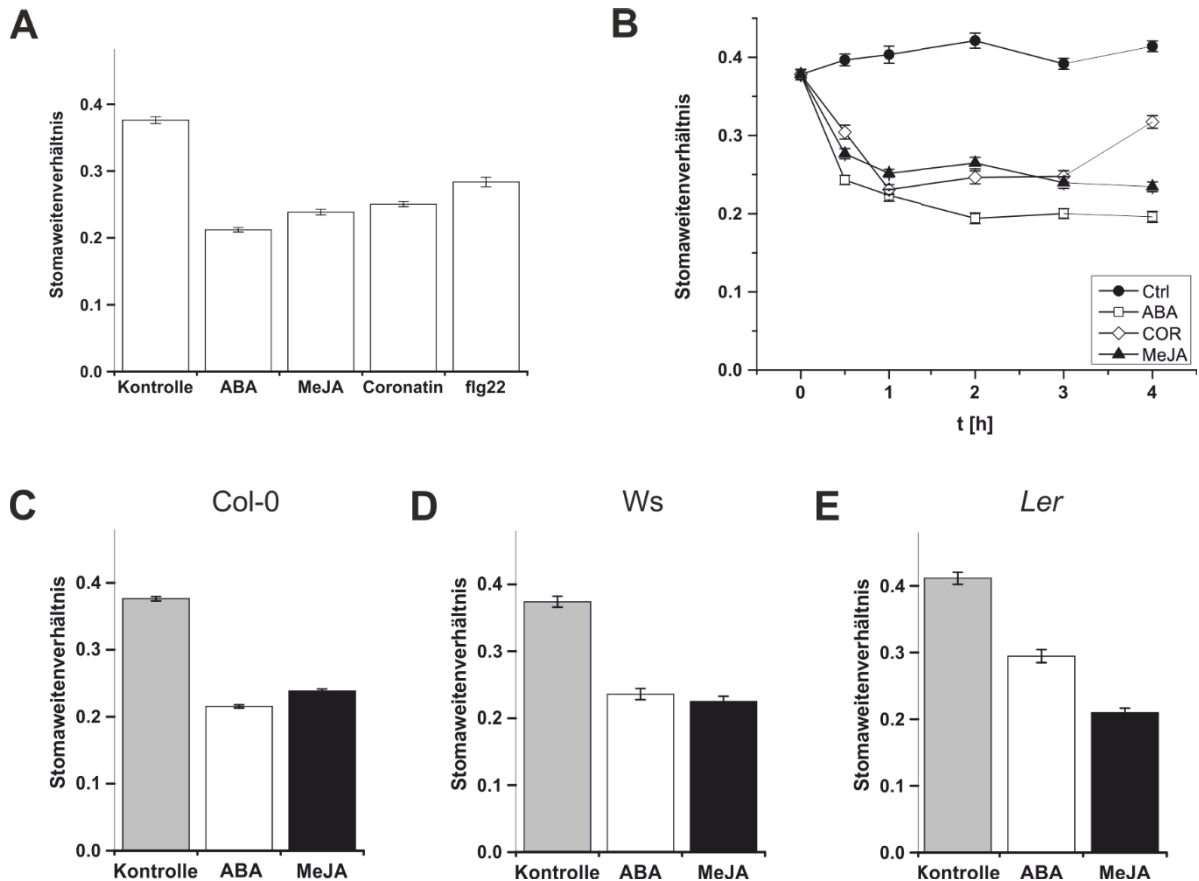 A
Stomaweitenverhältnis
0.4
0.3
0.2
0.1
0.0
Kontrolle ABA MeJA Coronatin flg22
B
Stomaweitenverhältnis
0.4
0.3
0.2
0.1
0.0
0 1 2 3 4
t [h]
Ctrl
ABA
COR
MeJA
C
Col-0
Stomaweitenverhältnis
0.4
0.3
0.2
0.1
0.0
Kontrolle ABA MeJA
D
Ws
Stomaweitenverhältnis
0.4
0.3
0.2
0.1
0.0
Kontrolle ABA MeJA
E
Ler
Stomaweitenverhältnis
0.4
0.3
0.2
0.1
0.0
Kontrolle ABA MeJA